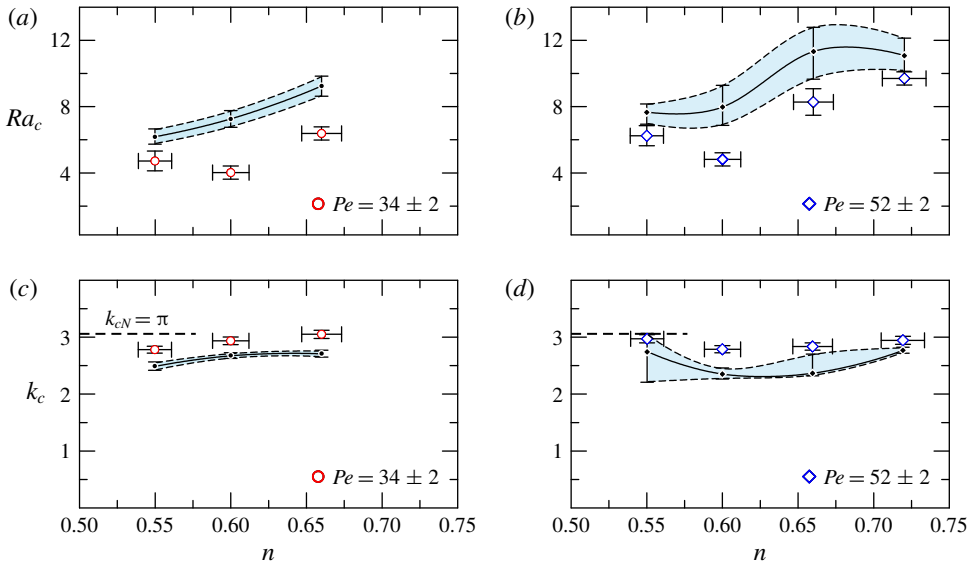 (a)
(b)
12
8
4
Ra_c
Pe = 34 ± 2
12
8
4
Pe = 52 ± 2
(c)
(d)
k_cN = π
3
2
1
k_c
Pe = 34 ± 2
0.50 0.55 0.60 0.65 0.70 0.75
n
3
2
1
Pe = 52 ± 2
0.50 0.55 0.60 0.65 0.70 0.75
n